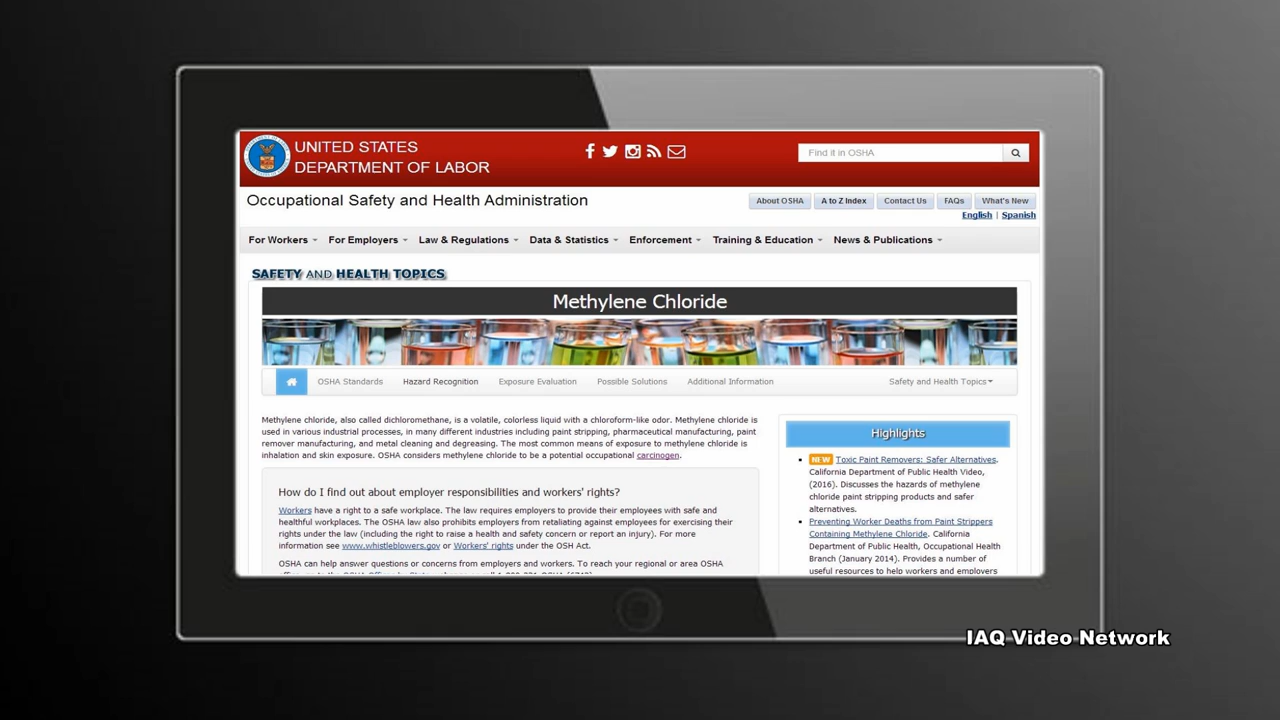 UNITED STATES
DEPARTMENT OF LABOR
Find it in OSHA
Occupational Safety and Health Administration
About OSHA
A to Z Index
Contact Us
FAQs
What's New
English | Spanish
For Workers
For Employers
Law & Regulations
Data & Statistics
Enforcement
Training & Education
News & Publications
SAFETY AND HEALTH TOPICS
Methylene Chloride
OSHA Standards
Hazard Recognition
Exposure Evaluation
Possible Solutions
Additional Information
Safety and Health Topics
Methylene chloride, also called dichloromethane, is a volatile, colorless liquid with a chloroform-like odor. Methylene chloride is
used in various industrial processes, in many different industries including paint stripping, pharmaceutical manufacturing, paint
remover manufacturing, and metal cleaning and degreasing. The most common means of exposure to methylene chloride is
inhalation and skin exposure. OSHA considers methylene chloride to be a potential occupational carcinogen.
How do I find out about employer responsibilities and workers' rights?
Workers have a right to a safe workplace. The law requires employers to provide their employees with safe and
healthful workplaces. The OSHA law also prohibits employers from retaliating against employees for exercising their
rights under the law (including the right to raise a health and safety concern or report an injury). For more
information see www.whistleblowers.gov or Workers' rights under the OSH Act.
OSHA can help answer questions or concerns from employers and workers. To reach your regional or area OSHA
Highlights
NEW Toxic Paint Removers: Safer Alternatives.
California Department of Public Health Video,
(2016). Discusses the hazards of methylene
chloride paint stripping products and safer
alternatives.
Preventing Worker Deaths from Paint Strippers
Containing Methylene Chloride. California
Department of Public Health, Occupational Health
Branch (January 2014). Provides a number of
useful resources to help workers and employers
IAQ Video Network